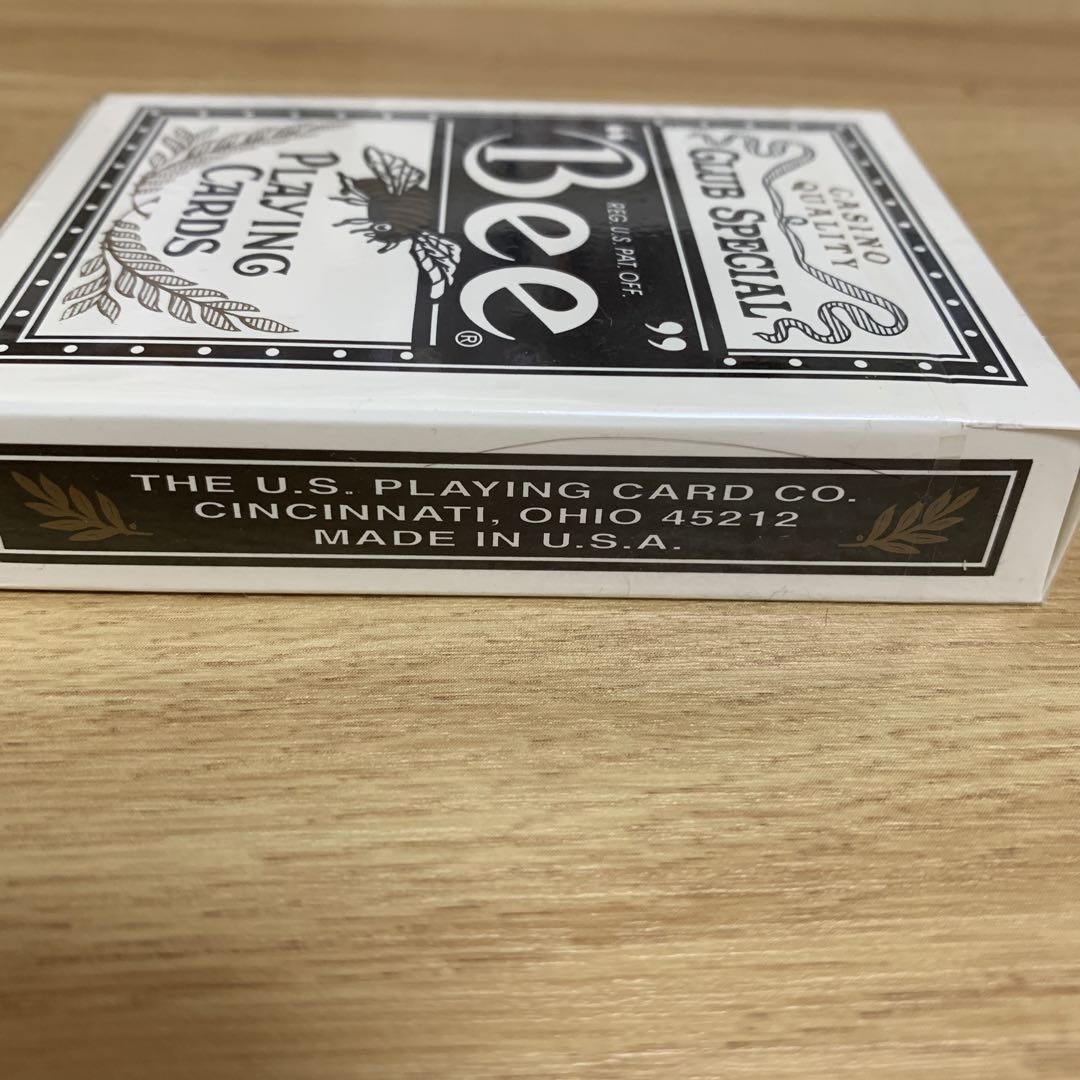 CASINO
QUALITY
CLUB SPECIAL
“Bee”
REG. U.S. PAT. OFF.
®
PLAYING
CARDS
THE U.S. PLAYING CARD CO.
CINCINNATI, OHIO 45212
MADE IN U.S.A.